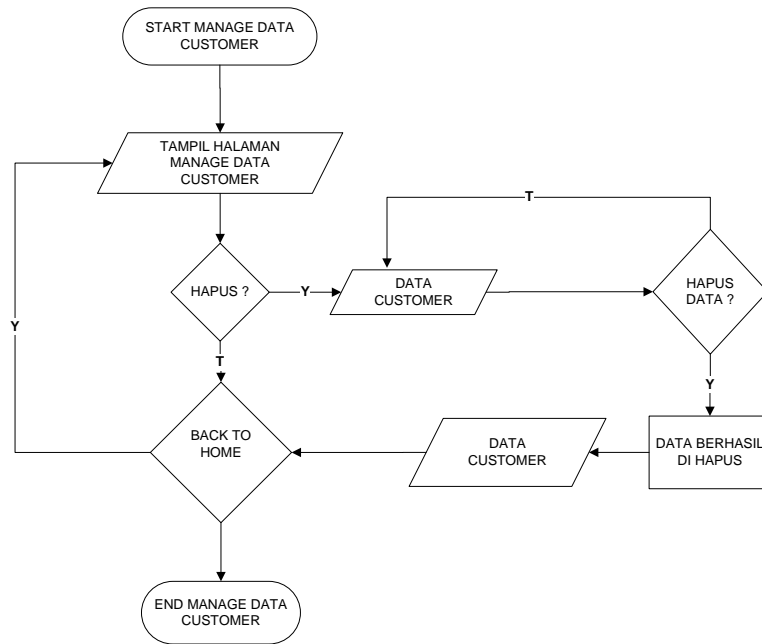 START MANAGE DATA
CUSTOMER
TAMPIL HALAMAN
MANAGE DATA
CUSTOMER
T
HAPUS ?
Y
DATA
CUSTOMER
HAPUS
DATA ?
Y
T
Y
BACK TO
HOME
DATA
CUSTOMER
DATA BERHASIL
DI HAPUS
END MANAGE DATA
CUSTOMER